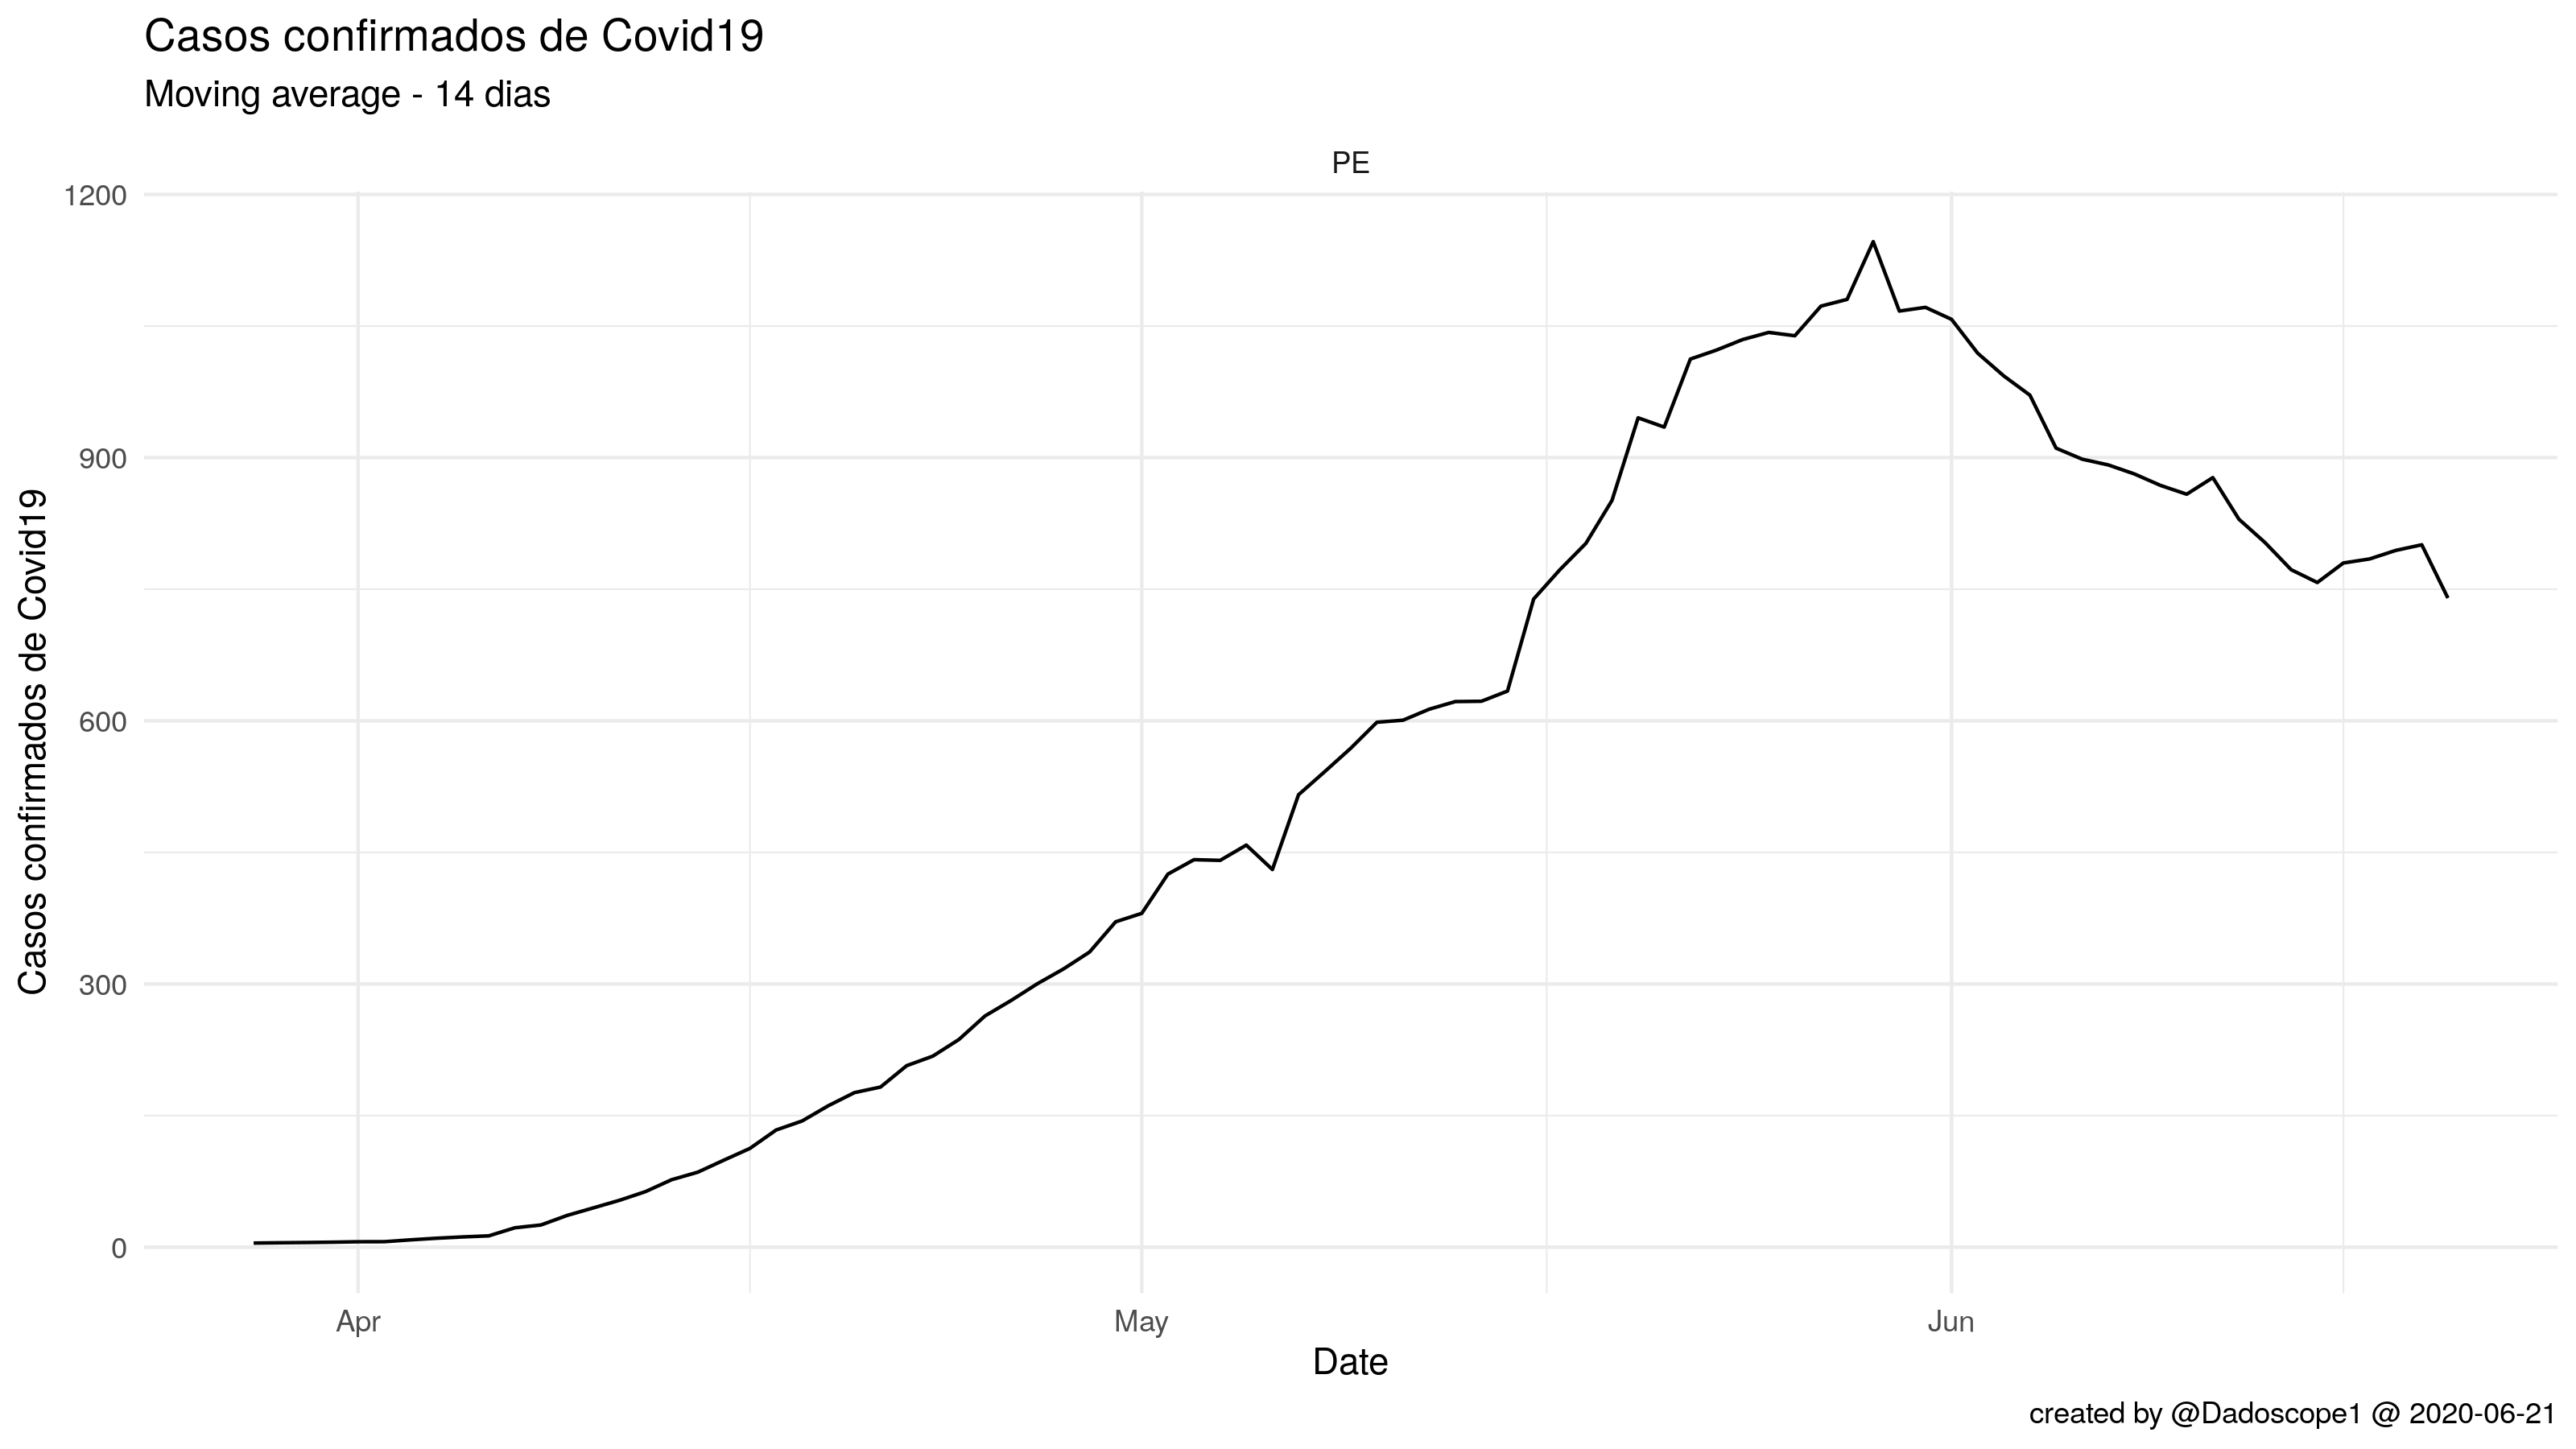 Casos confirmados de Covid19
Moving average - 14 dias
PE
Casos confirmados de Covid19
1200
900
600
300
0
Apr
May
Jun
Date
created by @Dadoscope1 @ 2020-06-21